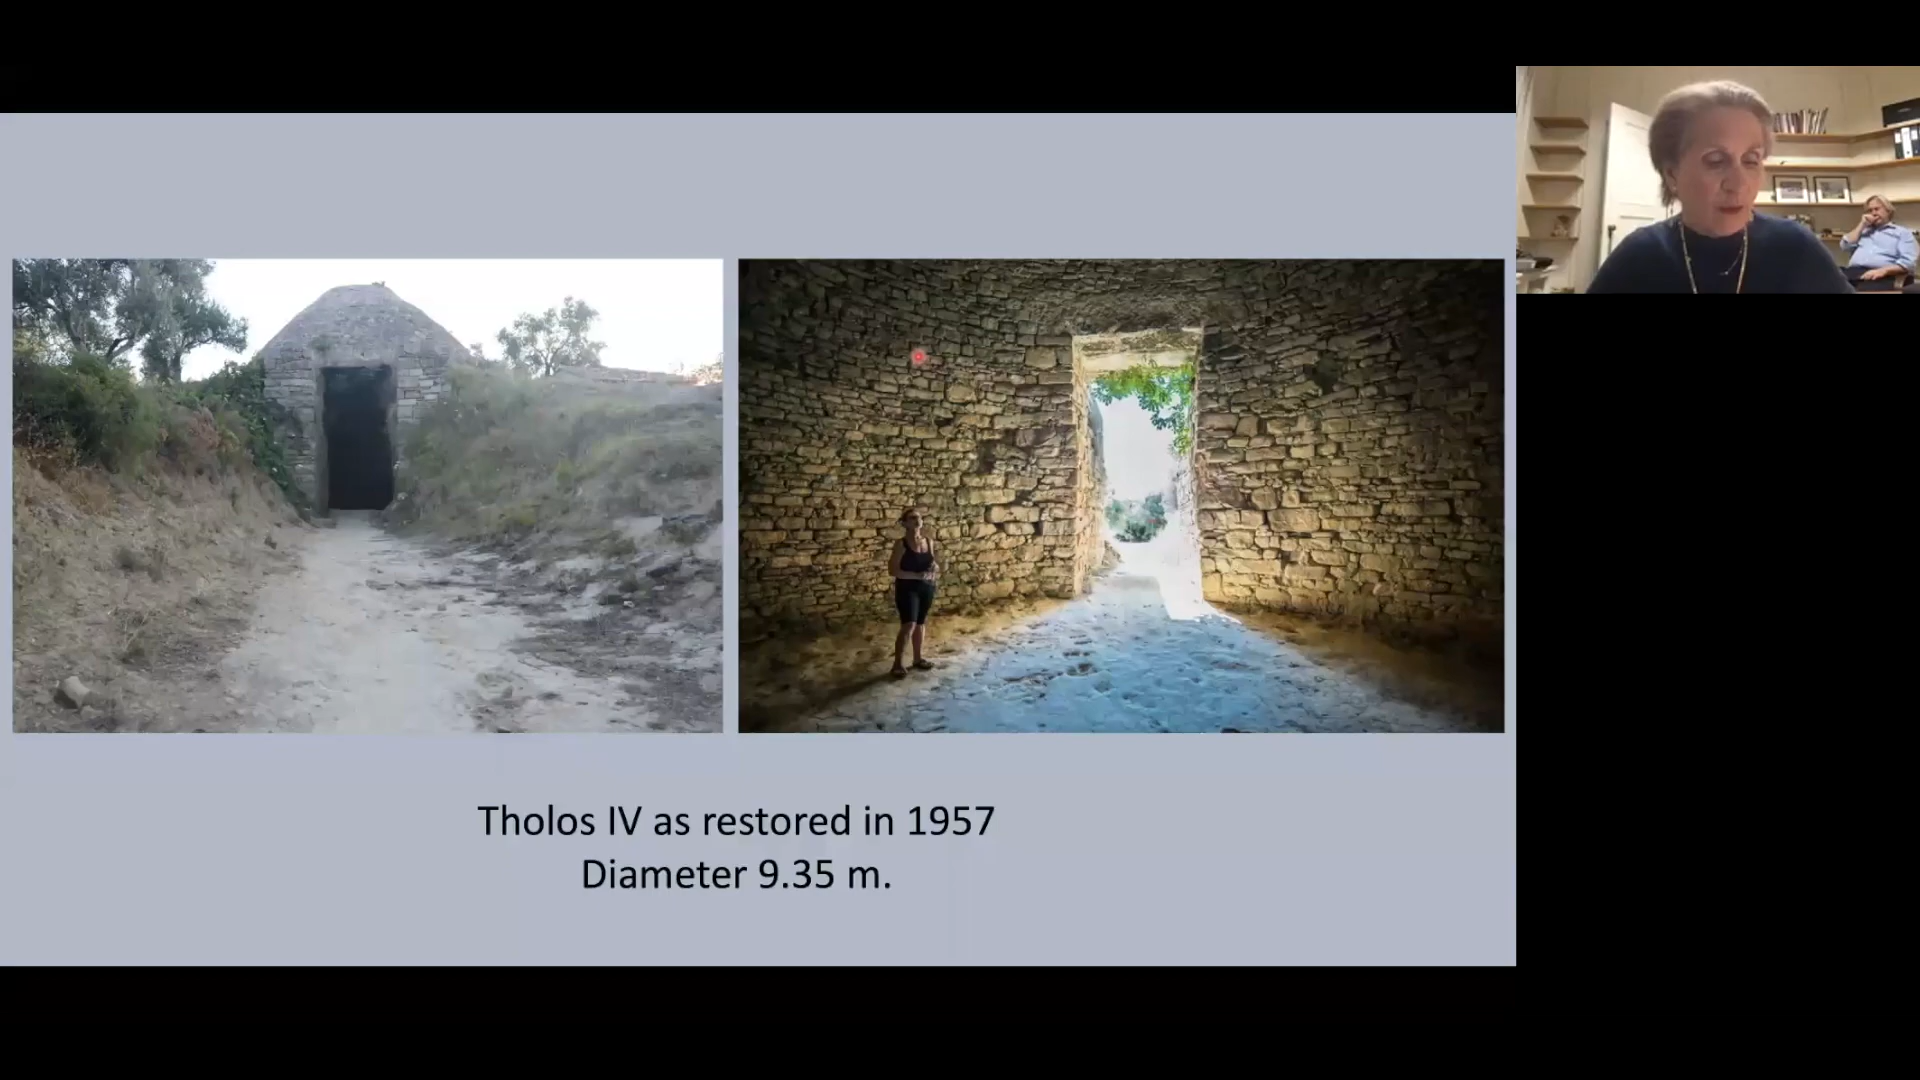 Tholos IV as restored in 1957
Diameter 9.35 m.